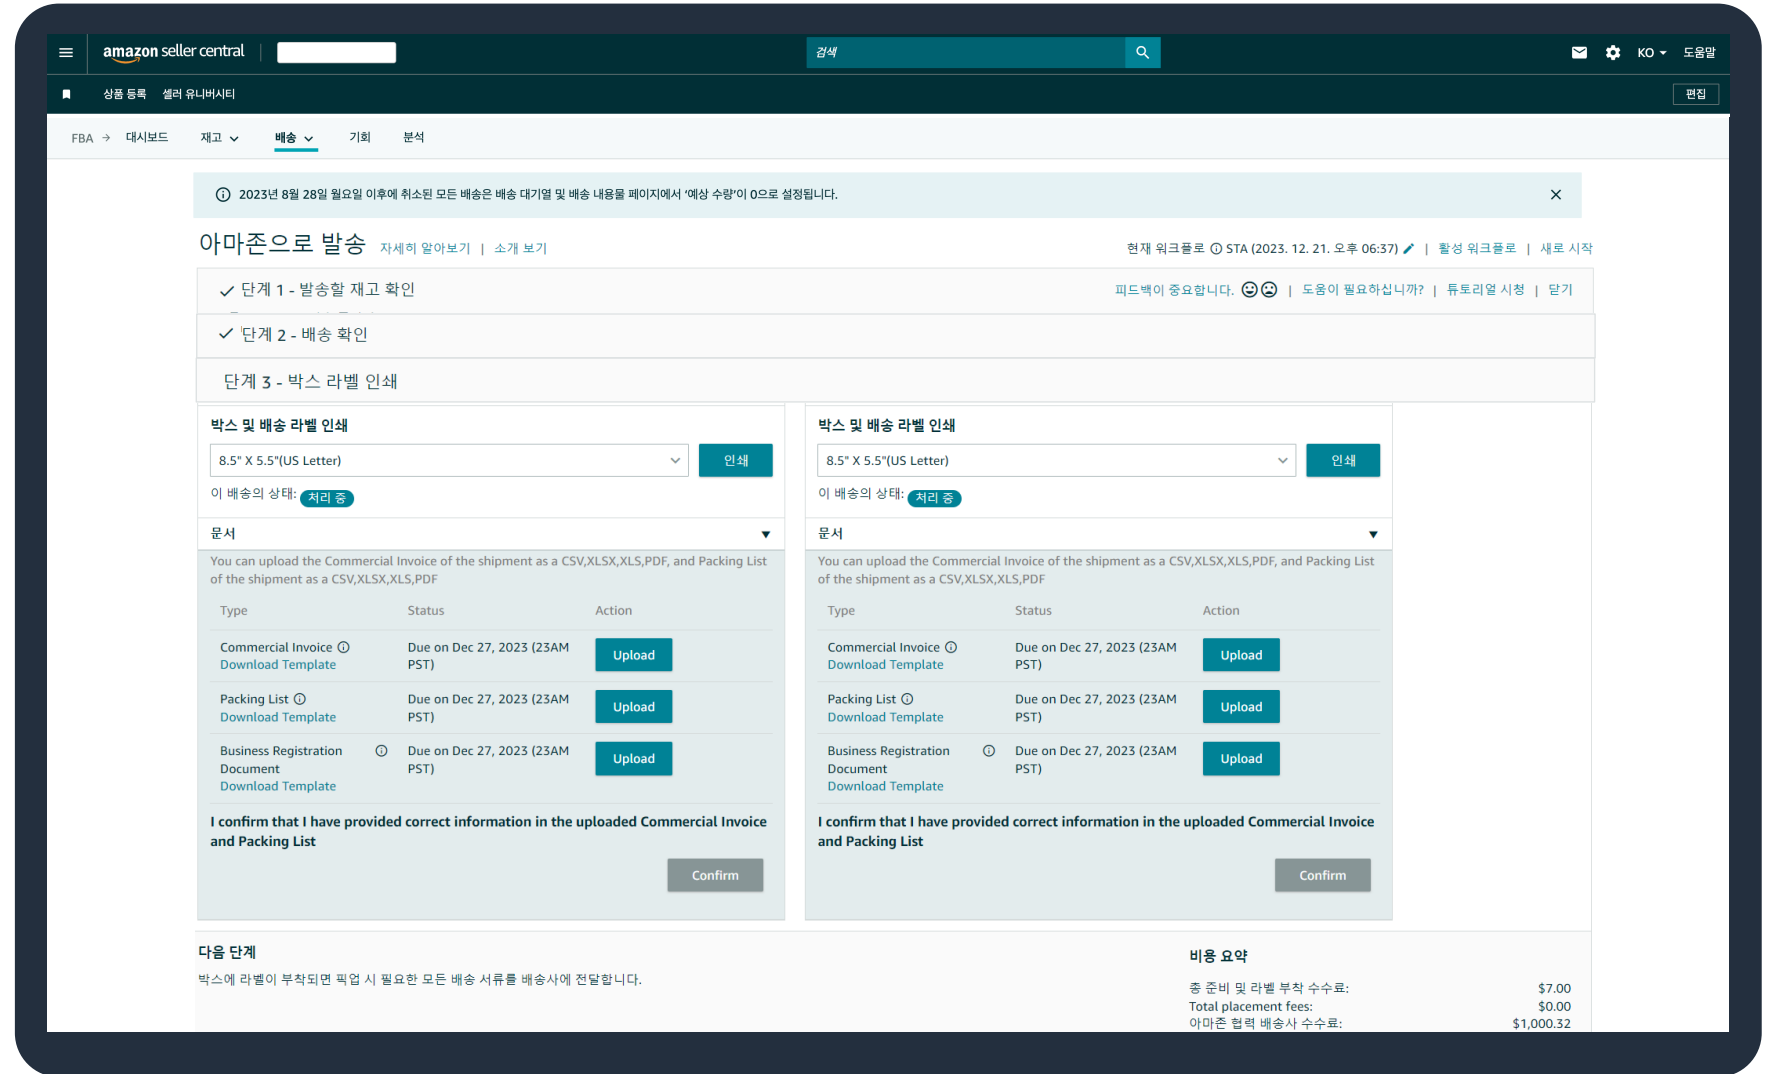 amazon seller central
검색
KO
도움말
상품 등록
셀러 유니버시티
편집
FBA → 대시보드
재고
배송
기회
분석
2023년 8월 28일 월요일 이후에 취소된 모든 배송은 배송 대기열 및 배송 내용물 페이지에서 '예상 수량'이 0으로 설정됩니다.
아마존으로 발송
자세히 알아보기 | 소개 보기
현재 워크플로 STA (2023. 12. 21. 오후 06:37) | 활성 워크플로 | 새로 시작
단계 1 - 발송할 재고 확인
피드백이 중요합니다. | 도움이 필요하십니까? | 튜토리얼 시청 | 닫기
단계 2 - 배송 확인
단계 3 - 박스 라벨 인쇄
박스 및 배송 라벨 인쇄
8.5" X 5.5"(US Letter)
인쇄
이 배송의 상태: 처리 중
문서
You can upload the Commercial Invoice of the shipment as a CSV,XLSX,XLS,PDF, and Packing List
of the shipment as a CSV,XLSX,XLS,PDF
Type Status Action
Commercial Invoice
Download Template
Due on Dec 27, 2023 (23AM
PST)
Upload
Packing List
Download Template
Due on Dec 27, 2023 (23AM
PST)
Upload
Business Registration
Document
Download Template
Due on Dec 27, 2023 (23AM
PST)
Upload
I confirm that I have provided correct information in the uploaded Commercial Invoice
and Packing List
Confirm
박스 및 배송 라벨 인쇄
8.5" X 5.5"(US Letter)
인쇄
이 배송의 상태: 처리 중
문서
You can upload the Commercial Invoice of the shipment as a CSV,XLSX,XLS,PDF, and Packing List
of the shipment as a CSV,XLSX,XLS,PDF
Type Status Action
Commercial Invoice
Download Template
Due on Dec 27, 2023 (23AM
PST)
Upload
Packing List
Download Template
Due on Dec 27, 2023 (23AM
PST)
Upload
Business Registration
Document
Download Template
Due on Dec 27, 2023 (23AM
PST)
Upload
I confirm that I have provided correct information in the uploaded Commercial Invoice
and Packing List
Confirm
다음 단계
박스에 라벨이 부착되면 픽업 시 필요한 모든 배송 서류를 배송사에 전달합니다.
비용 요약
총 준비 및 라벨 부착 수수료: $7.00
Total placement fees: $0.00
아마존 협력 배송사 수수료: $1,000.32